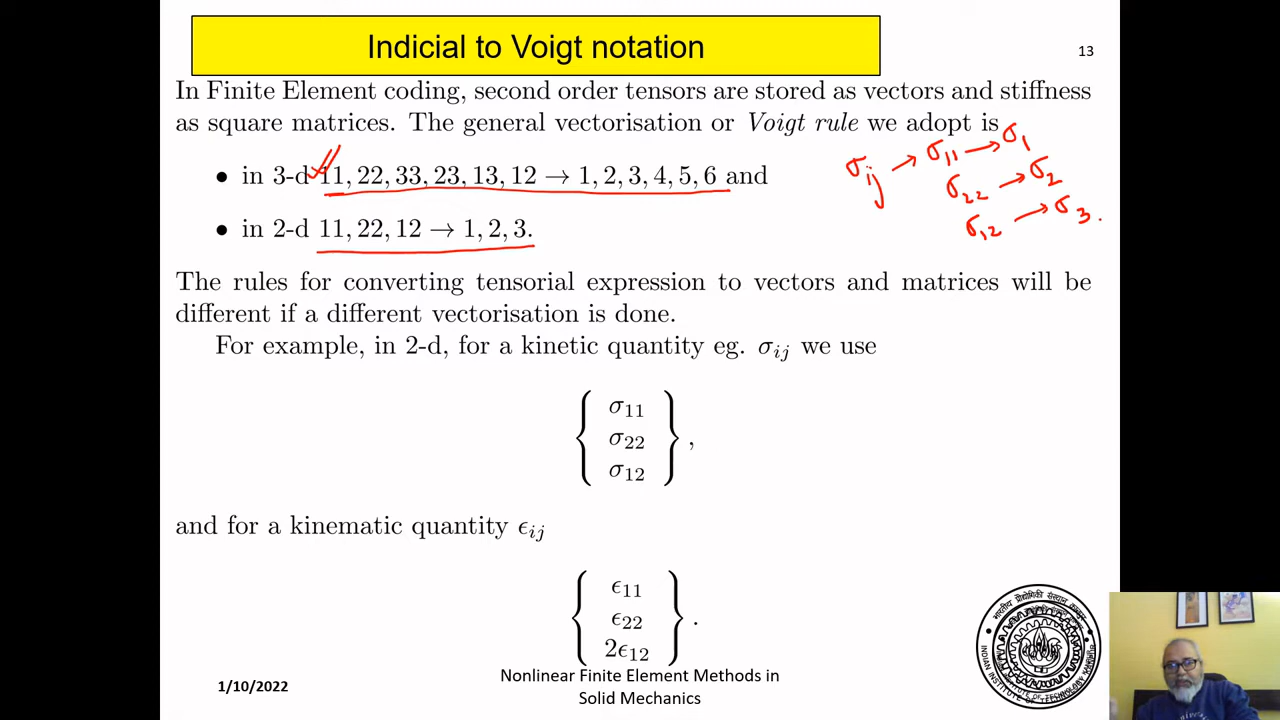 Indicial to Voigt notation
13
In Finite Element coding, second order tensors are stored as vectors and stiffness
as square matrices. The general vectorisation or Voigt rule we adopt is
• in 3-d 11, 22, 33, 23, 13, 12 → 1, 2, 3, 4, 5, 6 and
• in 2-d 11, 22, 12 → 1, 2, 3.
σij → σ11 → σ1
σ22 → σ2
σ12 → σ3.
The rules for converting tensorial expression to vectors and matrices will be
different if a different vectorisation is done.
For example, in 2-d, for a kinetic quantity eg. σij we use
σ11
σ22
σ12
,
and for a kinematic quantity ϵij
ϵ11
ϵ22
2ϵ12
.
1/10/2022
Nonlinear Finite Element Methods in
Solid Mechanics